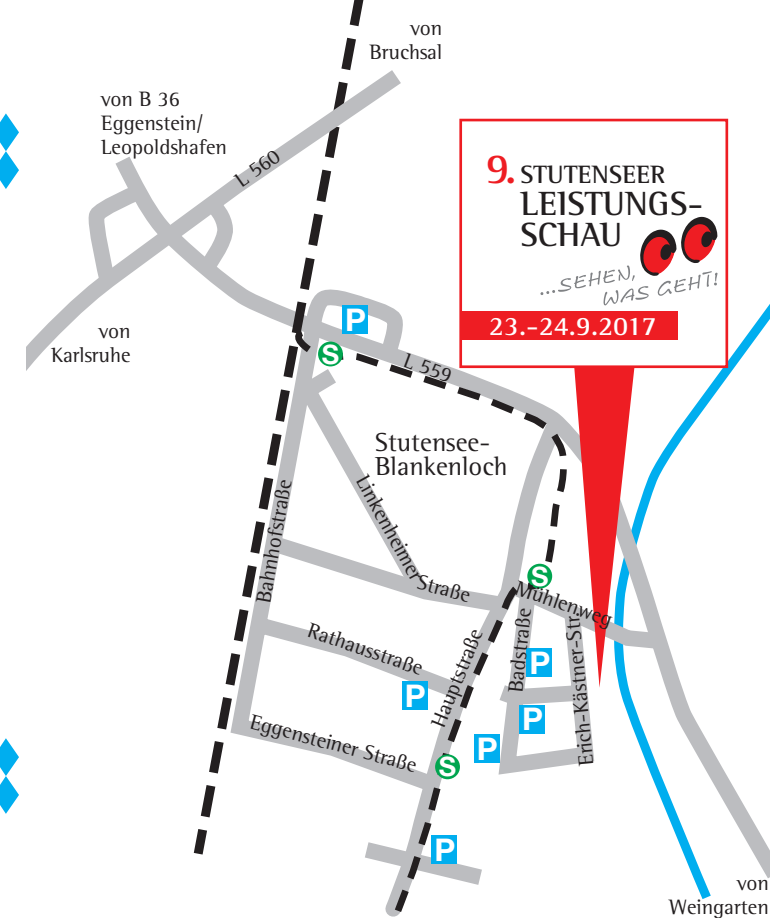 von
Bruchsal
von B 36
Eggenstein/
Leopoldshafen
L 560
9. STUTENSEER
LEISTUNGS-
SCHAU
...SEHEN,
WAS GEHT!
23.-24.9.2017
von
Karlsruhe
P
S
L 559
Stutensee-
Blankenloch
Bahnhofstraße
Linkenheimer Straße
S
Mühlenweg
Rathausstraße
Hauptstraße
Badstraße
Erich-Kästner-Str.
P
P
P
P
Eggensteiner Straße
S
P
von
Weingarten